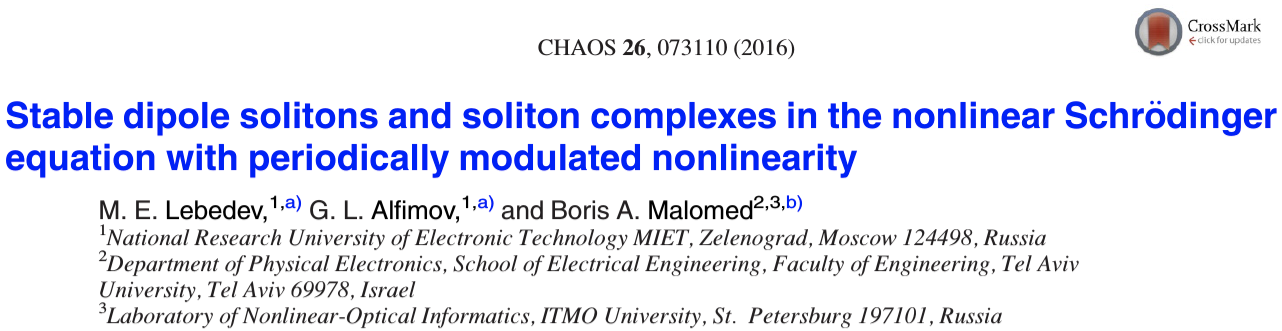 CrossMark
click for updates
CHAOS 26, 073110 (2016)
Stable dipole solitons and soliton complexes in the nonlinear Schrödinger
equation with periodically modulated nonlinearity
M. E. Lebedev,1,a) G. L. Alfimov,1,a) and Boris A. Malomed2,3,b)
1National Research University of Electronic Technology MIET, Zelenograd, Moscow 124498, Russia
2Department of Physical Electronics, School of Electrical Engineering, Faculty of Engineering, Tel Aviv
University, Tel Aviv 69978, Israel
3Laboratory of Nonlinear-Optical Informatics, ITMO University, St. Petersburg 197101, Russia